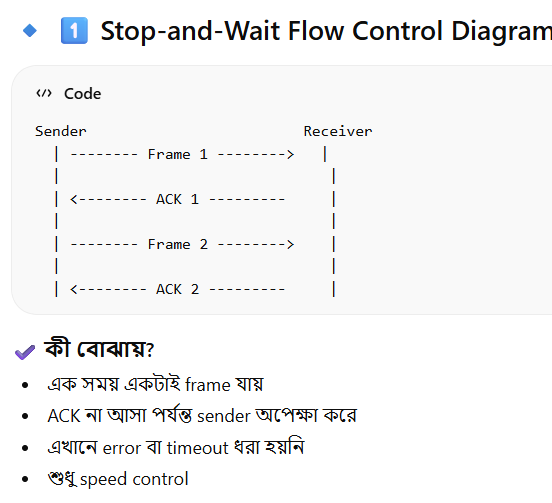 1 Stop-and-Wait Flow Control Diagram
</> Code
Sender                          Receiver
  | -------- Frame 1 -------->   |
  |                                |
  | <-------- ACK 1 ---------      |
  |                                |
  | -------- Frame 2 -------->     |
  |                                |
  | <-------- ACK 2 ---------      |
কী বোঝায়?
• এক সময় একটাই frame যায়
• ACK না আসা পর্যন্ত sender অপেক্ষা করে
• এখানে error বা timeout ধরা হয়নি
• শুধু speed control